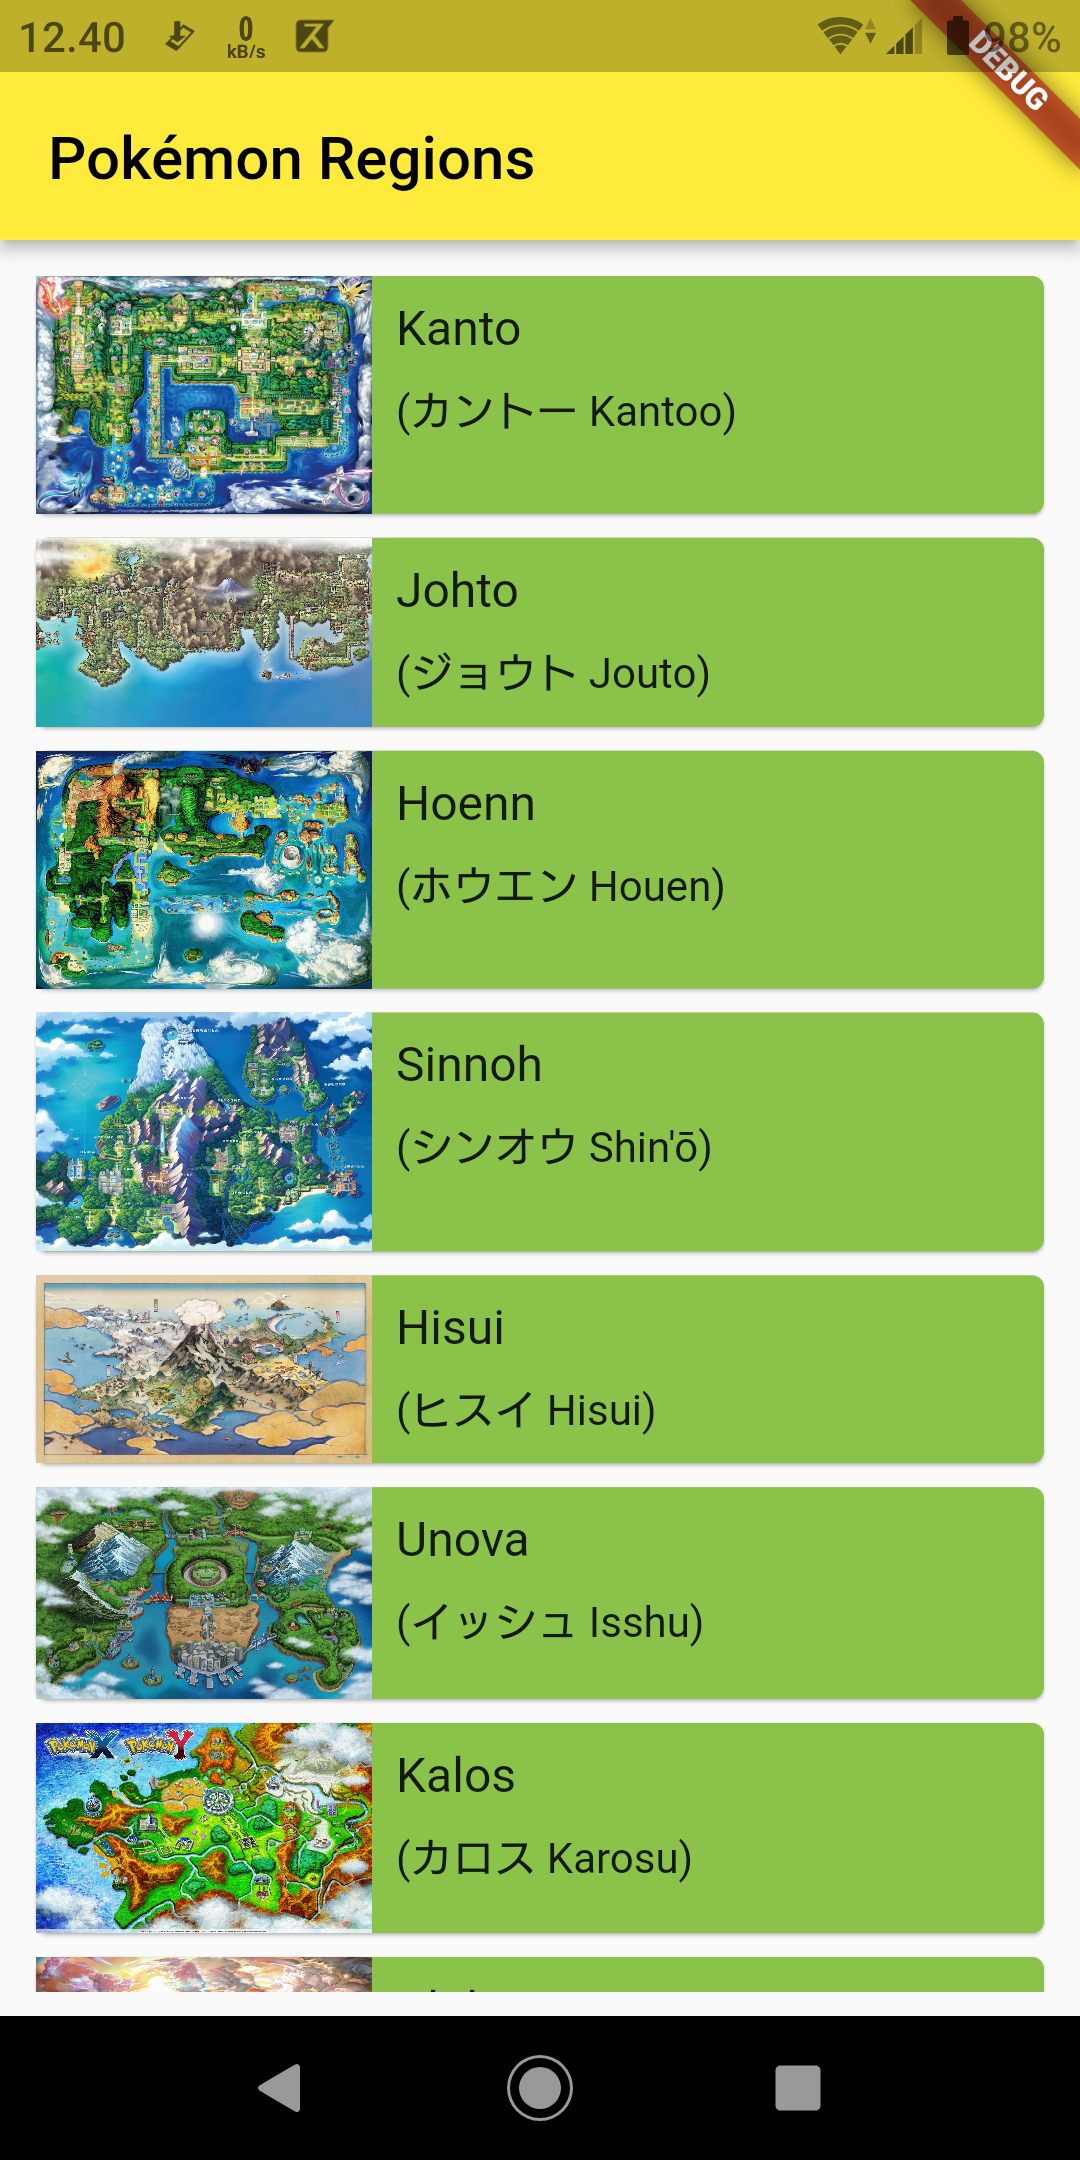 12.40
0
kB/s
98%
DEBUG
Pokémon Regions
Kanto
(カントー Kantoo)
Johto
(ジョウト Jouto)
Hoenn
(ホウエン Houen)
Sinnoh
(シンオウ Shin'ō)
Hisui
(ヒスイ Hisui)
Unova
(イッシュ Isshu)
POKÉMON X POKÉMON Y
Kalos
(カロス Karosu)